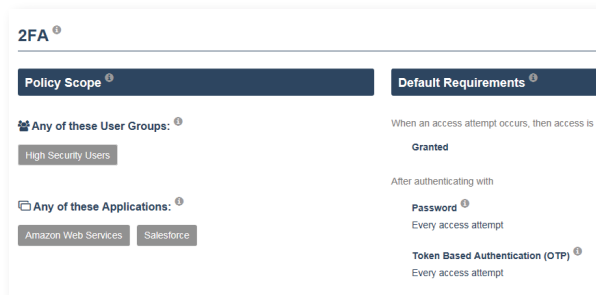 2FA
Policy Scope
Any of these User Groups:
High Security Users
Any of these Applications:
Amazon Web Services
Salesforce
Default Requirements
When an access attempt occurs, then access is
Granted
After authenticating with
Password
Every access attempt
Token Based Authentication (OTP)
Every access attempt